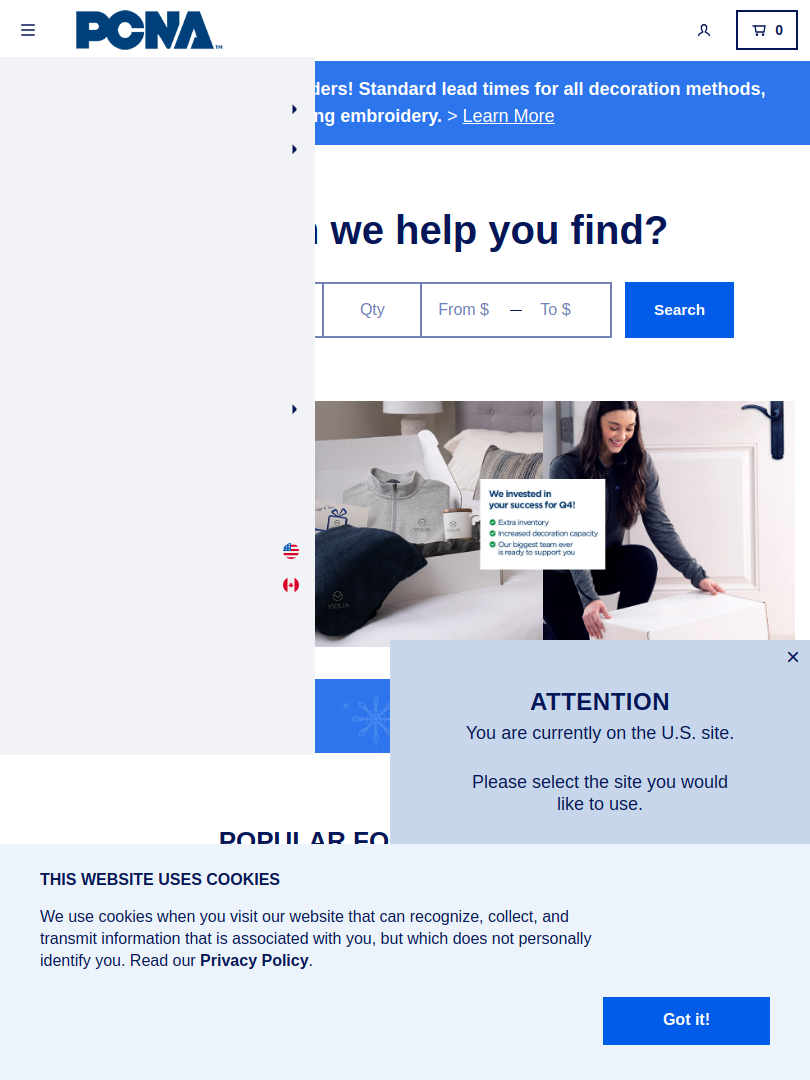 PCNA™
0
ders! Standard lead times for all decoration methods,
ng embroidery. > Learn More
we help you find?
Qty
From $ — To $
Search
We invested in
your success for Q4!
Extra inventory
Increased decoration capacity
Our biggest team ever
is ready to support you
VIOLIA
ATTENTION
You are currently on the U.S. site.
Please select the site you would
like to use.
POPULAR FO
THIS WEBSITE USES COOKIES
We use cookies when you visit our website that can recognize, collect, and
transmit information that is associated with you, but which does not personally
identify you. Read our Privacy Policy.
Got it!